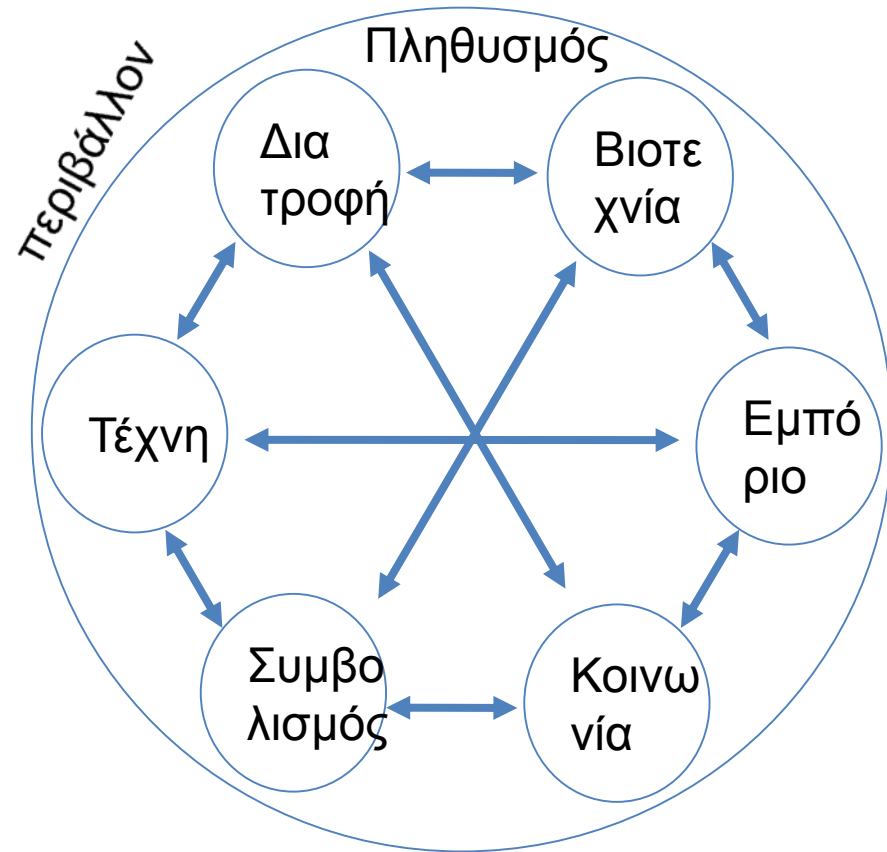 Πληθυσμός
περιβάλλον
Δια
τροφή
Βιοτε
χνία
Τέχνη
Εμπό
ριο
Συμβο
λισμός
Κοινω
νία